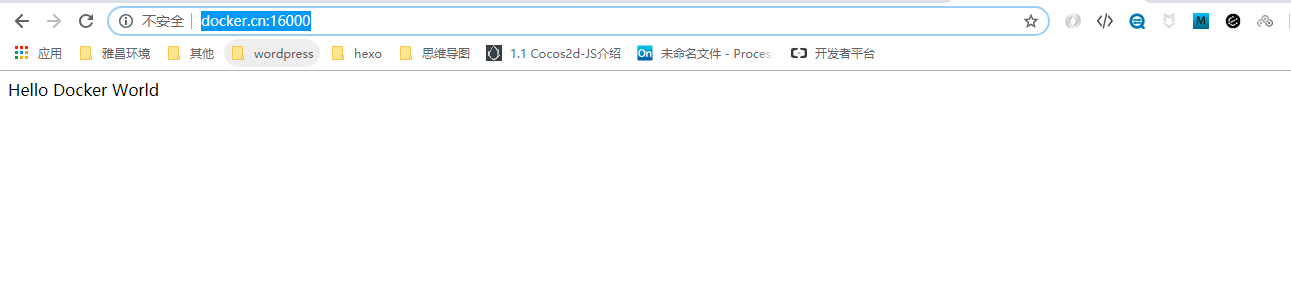 不安全 docker.cn:16000
应用 雅昌环境 其他 wordpress hexo 思维导图 1.1 Cocos2d-JS介绍 On 未命名文件 - Proces 开发者平台
Hello Docker World